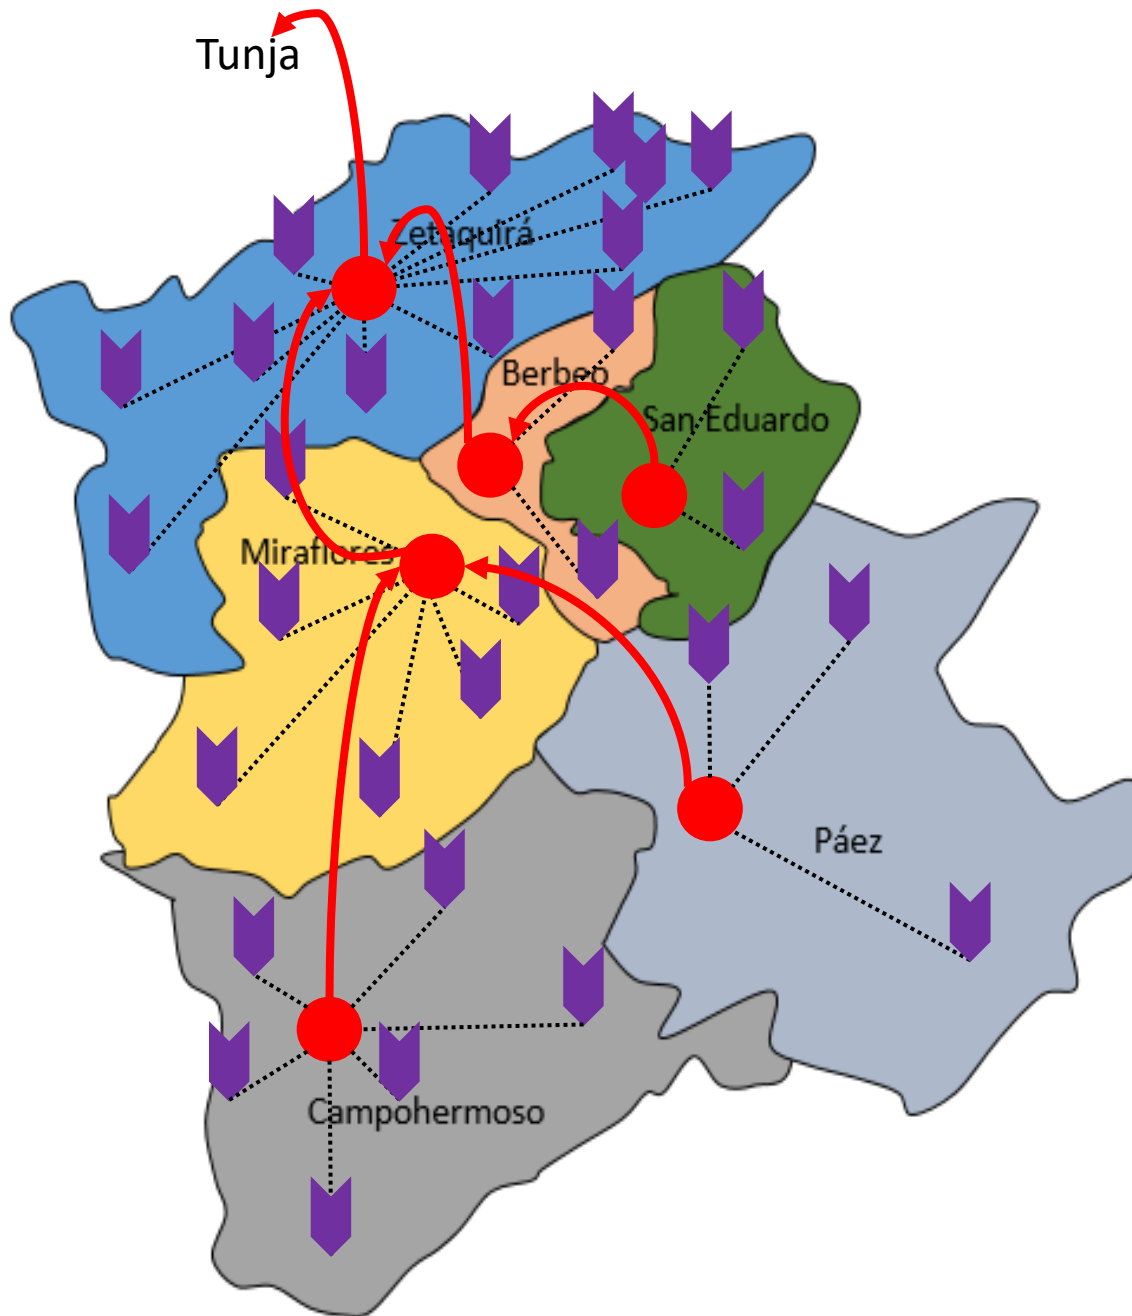 Tunja
Zetaquirá
Berbeo
San Eduardo
Miraflores
Páez
Campohermoso